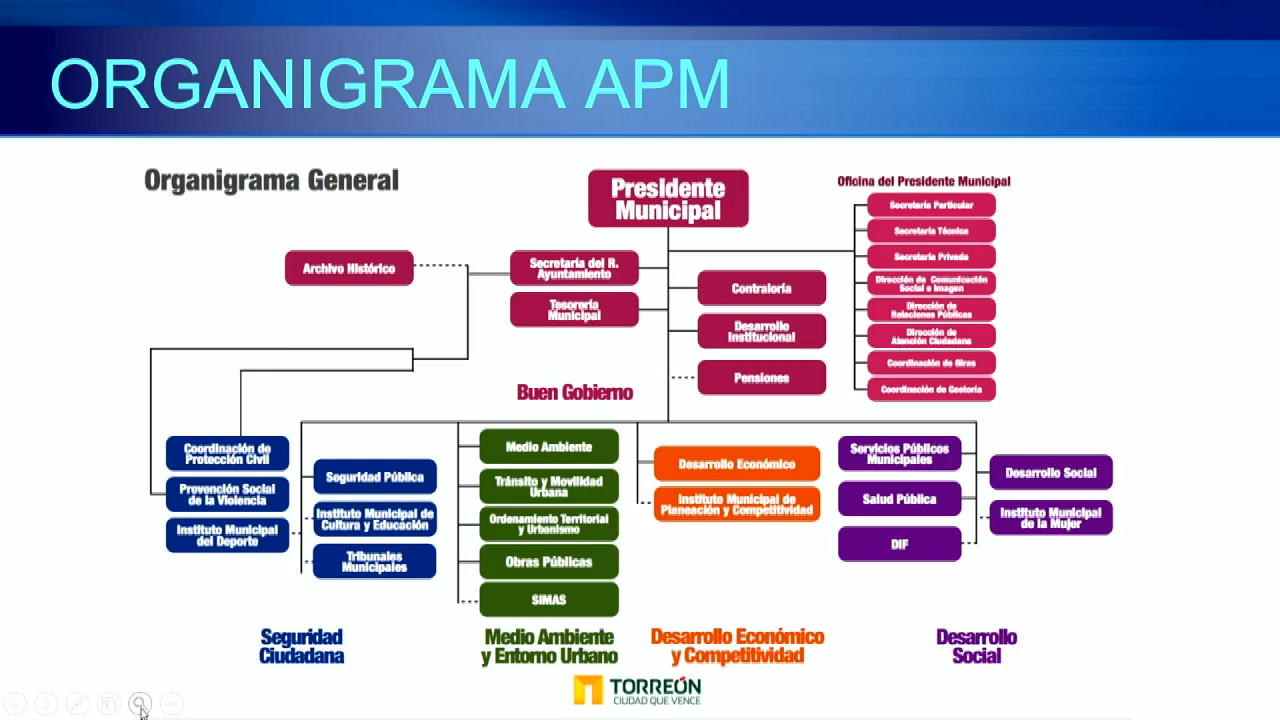 ORGANIGRAMA APM
Organigrama General
Presidente
Municipal
Oficina del Presidente Municipal
Secretaría Particular
Secretaría Técnica
Secretaría Privada
Dirección de Comunicación
Social e Imagen
Dirección de
Relaciones Públicas
Dirección de
Atención Ciudadana
Coordinación de Giras
Coordinación de Gestoría
Archivo Histórico
Secretaría del R.
Ayuntamiento
Tesorería
Municipal
Contraloría
Desarrollo
Institucional
Pensiones
Buen Gobierno
Coordinación de
Protección Civil
Prevención Social
de la Violencia
Instituto Municipal
del Deporte
Seguridad Pública
Instituto Municipal de
Cultura y Educación
Tribunales
Municipales
Medio Ambiente
Tránsito y Movilidad
Urbana
Ordenamiento Territorial
y Urbanismo
Obras Públicas
SIMAS
Desarrollo Económico
Instituto Municipal de
Planeación y Competitividad
Servicios Públicos
Municipales
Salud Pública
DIF
Desarrollo Social
Instituto Municipal
de la Mujer
Seguridad
Ciudadana
Medio Ambiente
y Entorno Urbano
Desarrollo Económico
y Competitividad
Desarrollo
Social
TORREÓN
CIUDAD QUE VENCE